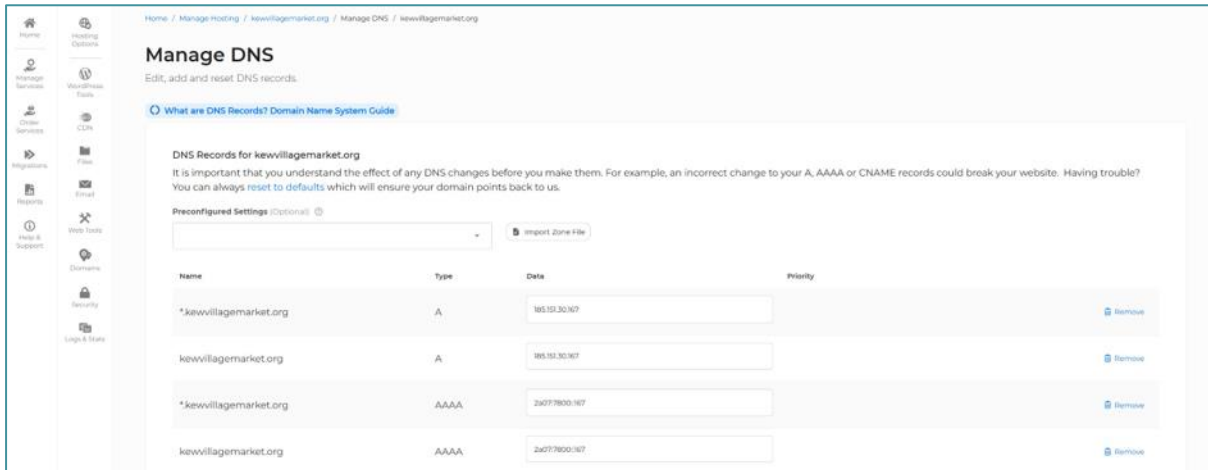 Home / Manage Hosting / kewvillagemarket.org / Manage DNS / kewvillagemarket.org
Home
Hosting Options
Manage DNS
Edit, add and reset DNS records.
Manage Services
WordPress Tools
What are DNS Records? Domain Name System Guide
Order Services
CDN
Migrations
Files
Reports
Email
Help & Support
Web Tools
Domains
Security
Logs & Stats
DNS Records for kewvillagemarket.org
It is important that you understand the effect of any DNS changes before you make them. For example, an incorrect change to your A, AAAA or CNAME records could break your website. Having trouble?
You can always reset to defaults which will ensure your domain points back to us.
Preconfigured Settings (Optional)
Import Zone File
Name Type Data Priority
*.kewvillagemarket.org A 185.151.30.167 Remove
kewvillagemarket.org A 185.151.30.167 Remove
*.kewvillagemarket.org AAAA 2a07:7800::167 Remove
kewvillagemarket.org AAAA 2a07:7800::167 Remove